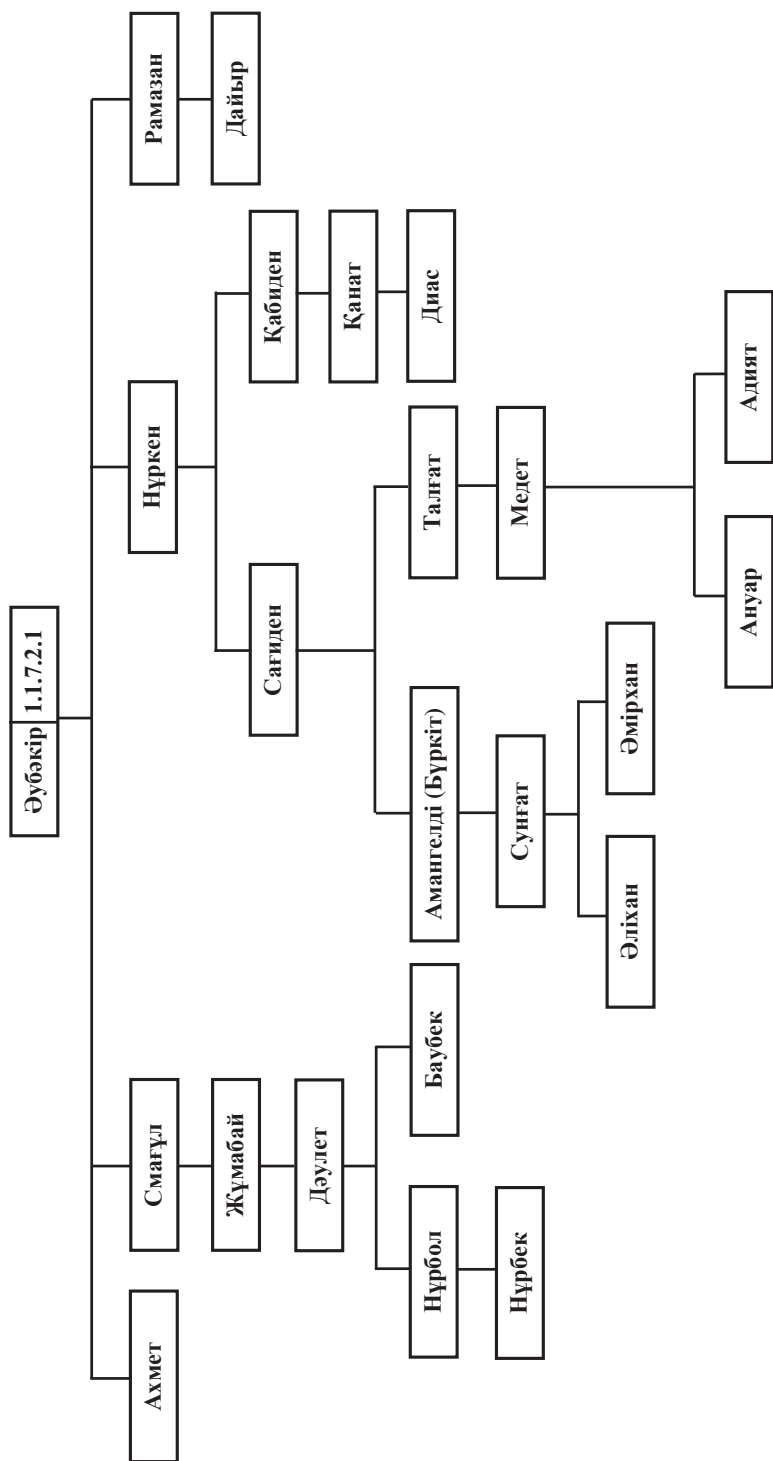 Әубәкір 1.1.7.2.1
Ахмет
Смағұл
Нұркен
Рамазан
Жұмабай
Дайыр
Дәулет
Сағиден
Қабиден
Қанат
Нұрбол
Баубек
Амангелді (Бүркіт)
Талғат
Диас
Нұрбек
Сунғат
Медет
Әліхан
Әмірхан
Ануар
Адият